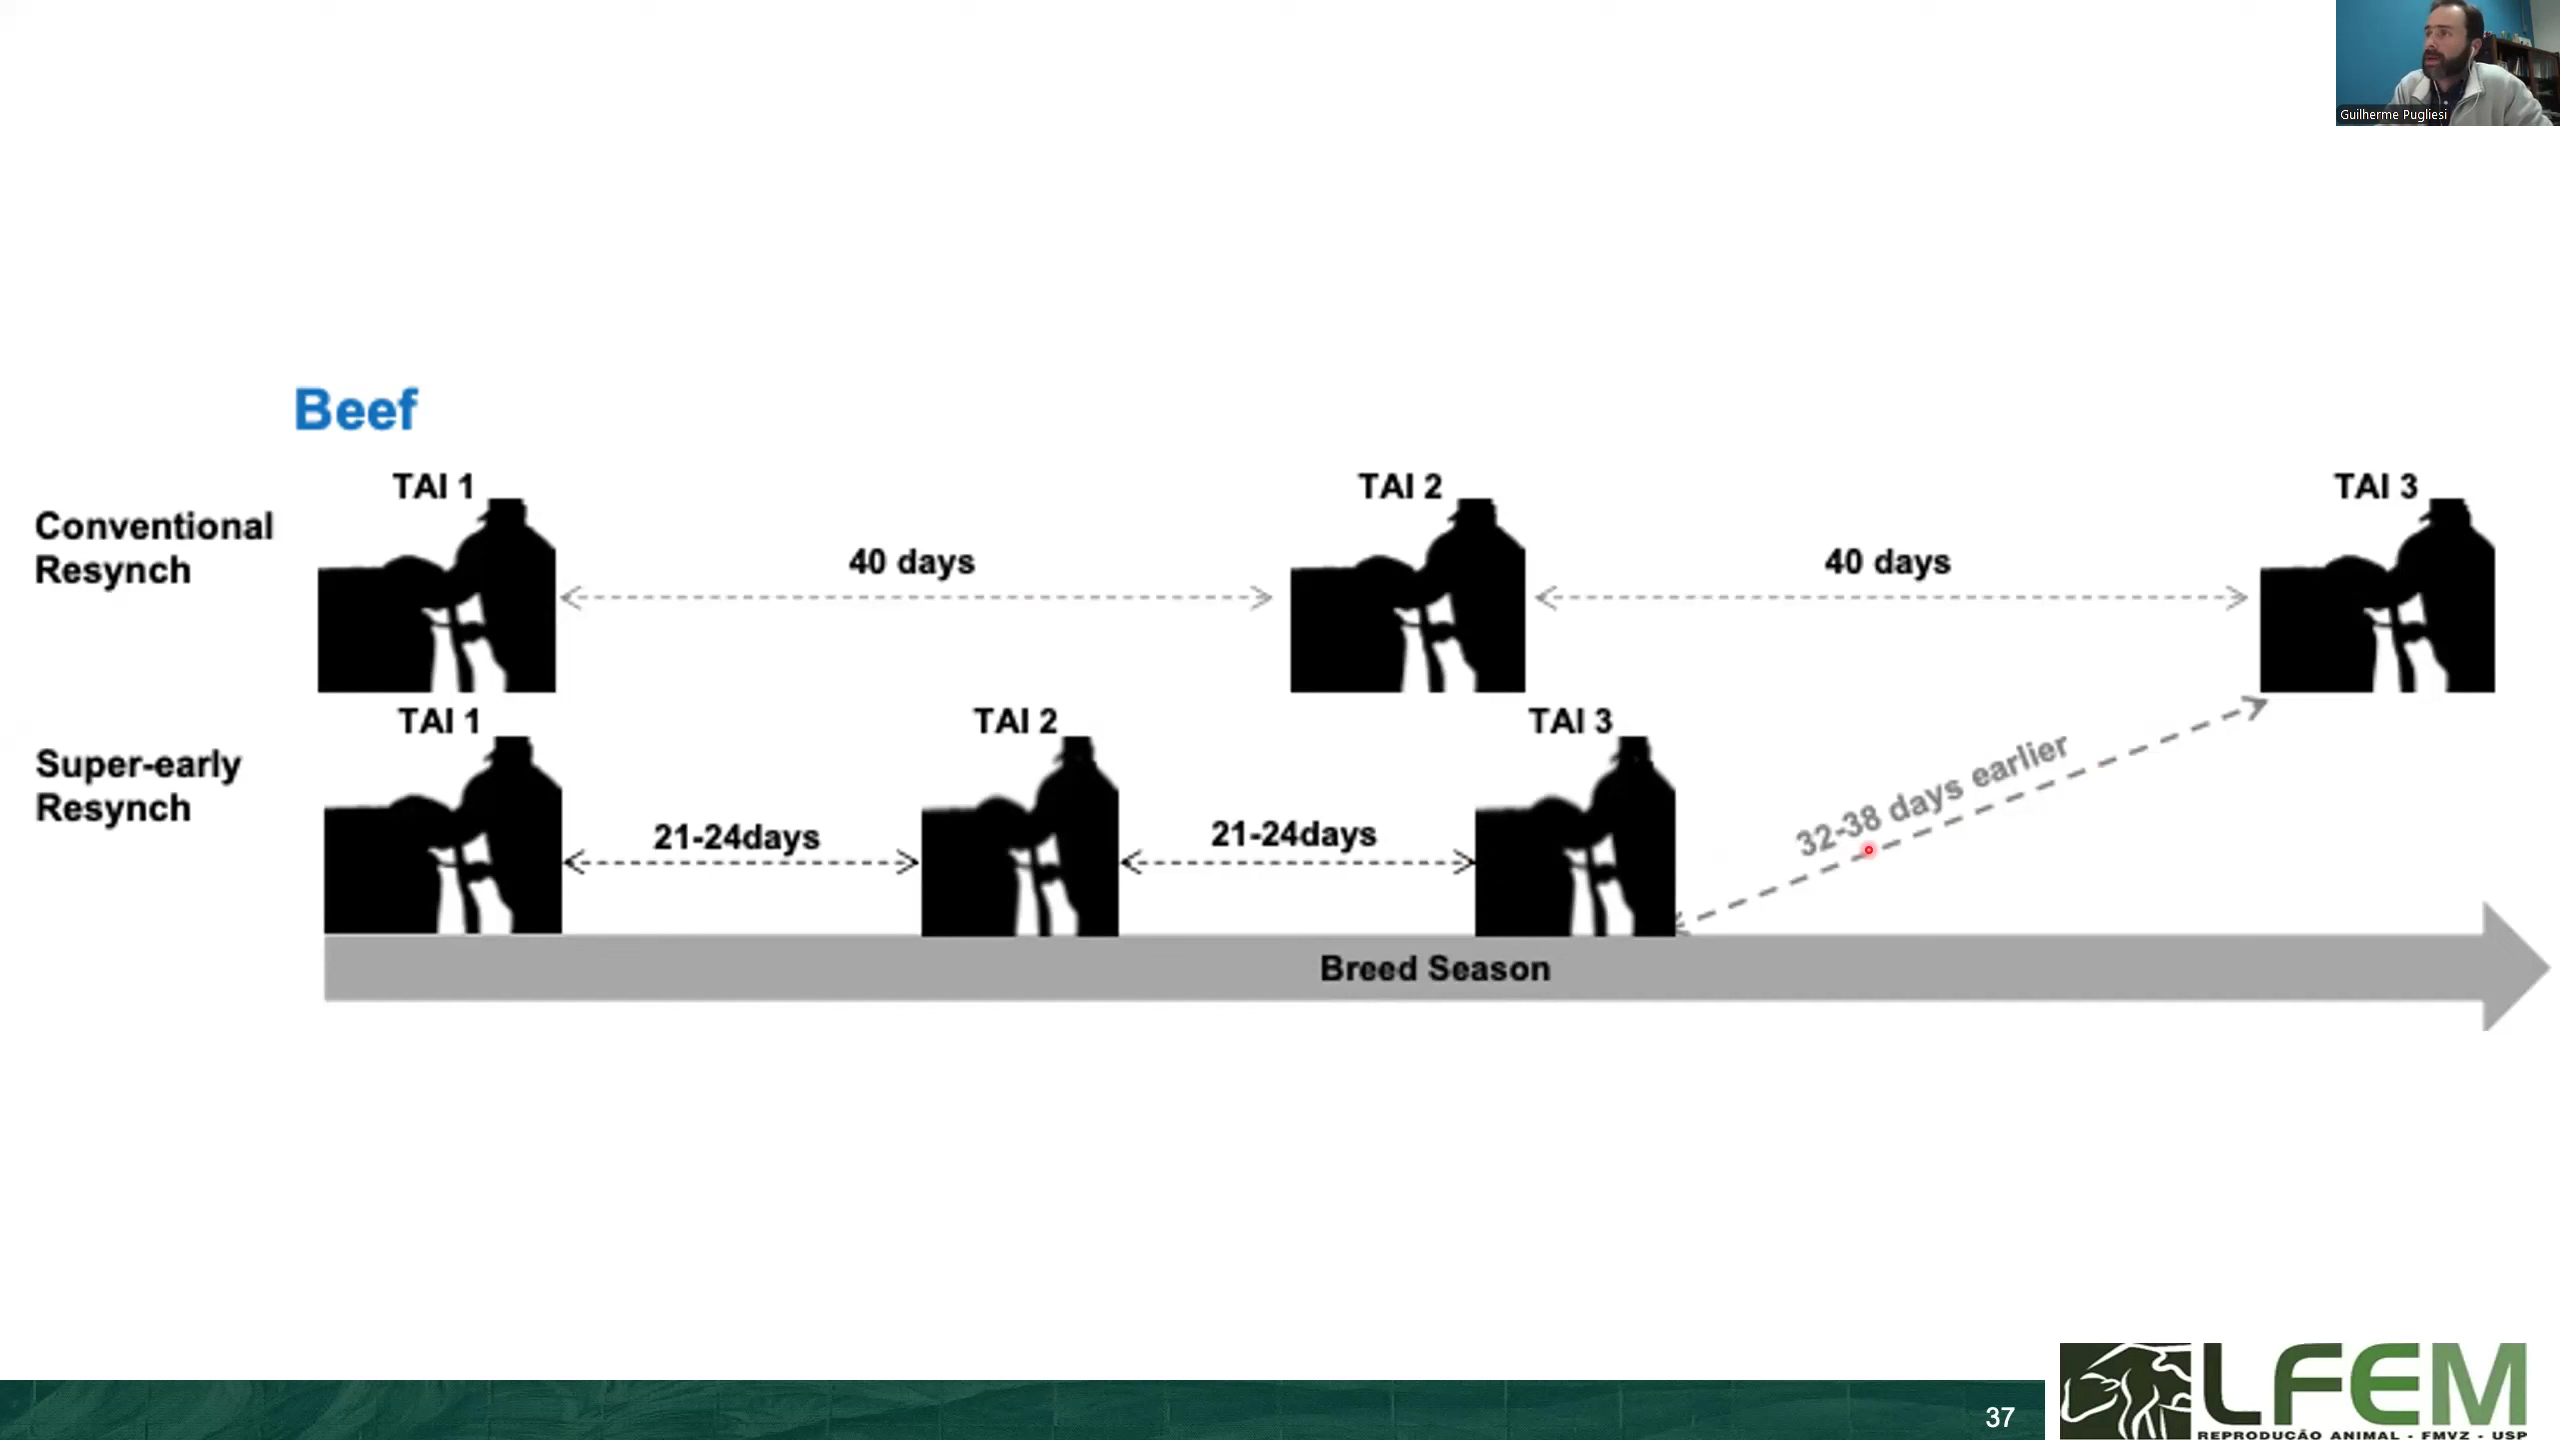 Guilherme Pugliesi
Beef
TAI 1
TAI 2
TAI 3
Conventional
Resynch
40 days
40 days
TAI 1
TAI 2
TAI 3
Super-early
Resynch
21-24days
21-24days
32-38 days earlier
Breed Season
37
LFEM
REPRODUÇÃO ANIMAL - FMVZ - USP